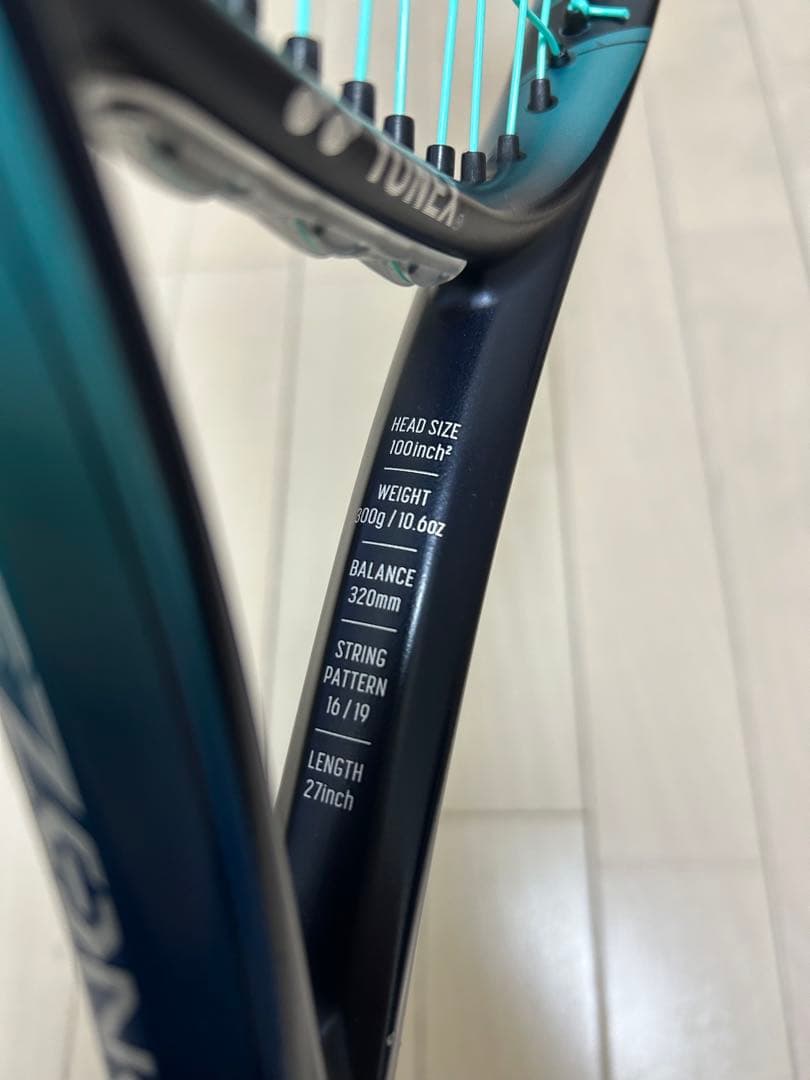 YONEX
HEAD SIZE
100inch²
WEIGHT
300g / 10.6oz
BALANCE
320mm
STRING
PATTERN
16 / 19
LENGTH
27inch